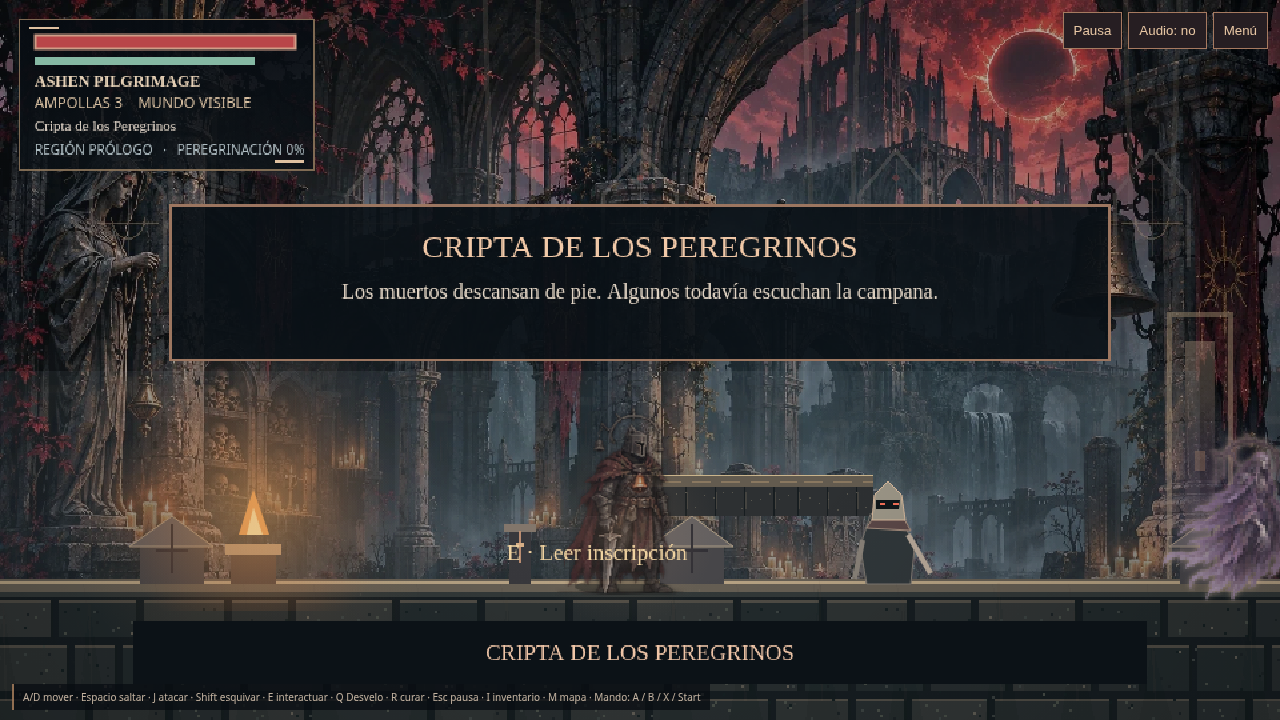 Pausa
Audio: no
Menú
ASHEN PILGRIMAGE
AMPOLLAS 3 MUNDO VISIBLE
Cripta de los Peregrinos
REGIÓN PRÓLOGO · PEREGRINACIÓN 0%
CRIPTA DE LOS PEREGRINOS
Los muertos descansan de pie. Algunos todavía escuchan la campana.
E · Leer inscripción
CRIPTA DE LOS PEREGRINOS
A/D mover · Espacio saltar · J atacar · Shift esquivar · E interactuar · Q Desvelo · R curar · Esc pausa · I inventario · M mapa · Mando: A / B / X / Start